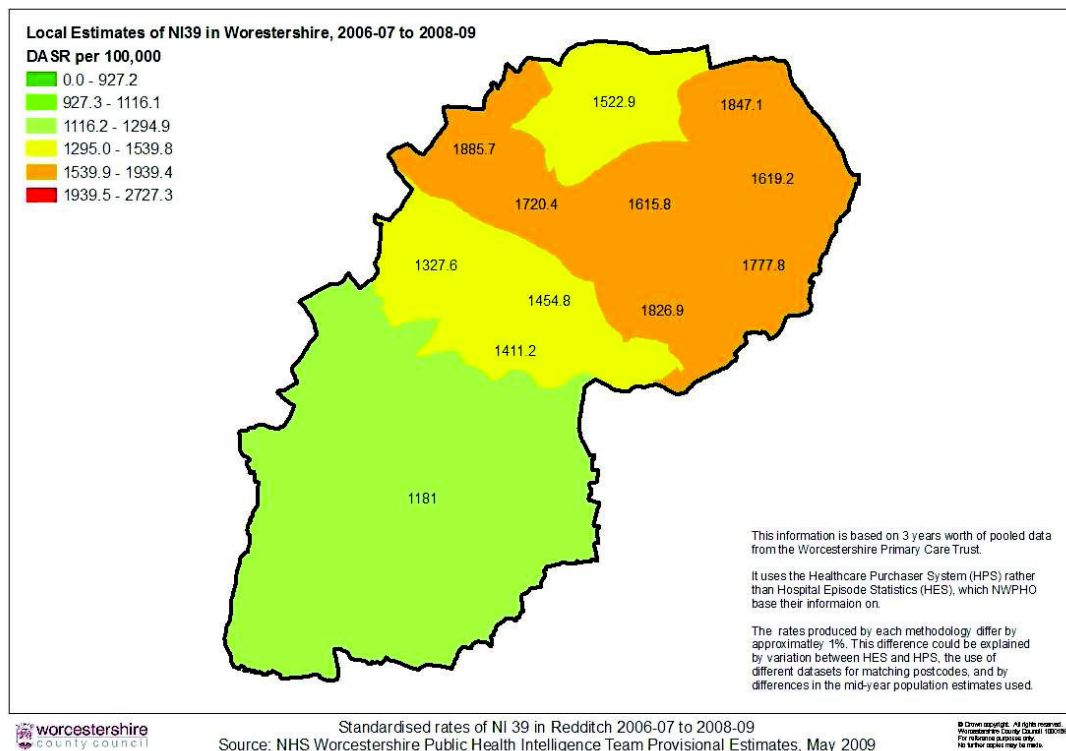 Local Estimates of NI39 in Worestershire, 2006-07 to 2008-09
DASR per 100,000
0.0 - 927.2
927.3 - 1116.1
1116.2 - 1294.9
1295.0 - 1539.8
1539.9 - 1939.4
1939.5 - 2727.3
1522.9
1847.1
1885.7
1619.2
1720.4
1615.8
1327.6
1777.8
1454.8
1826.9
1411.2
1181
This information is based on 3 years worth of pooled data
from the Worcestershire Primary Care Trust.
It uses the Healthcare Purchaser System (HPS) rather
than Hospital Episode Statistics (HES), which NWPHO
base their informaion on.
The rates produced by each methodology differ by
approximatley 1%. This difference could be explained
by variation between HES and HPS, the use of
different datasets for matching postcodes, and by
differences in the mid-year population estimates used.
worcestershire
county council
Standardised rates of NI 39 in Redditch 2006-07 to 2008-09
Source: NHS Worcestershire Public Health Intelligence Team Provisional Estimates, May 2009
© Crown copyright. All rights reserved.
Worcestershire County Council
For reference purposes only.
No further copies may be made.